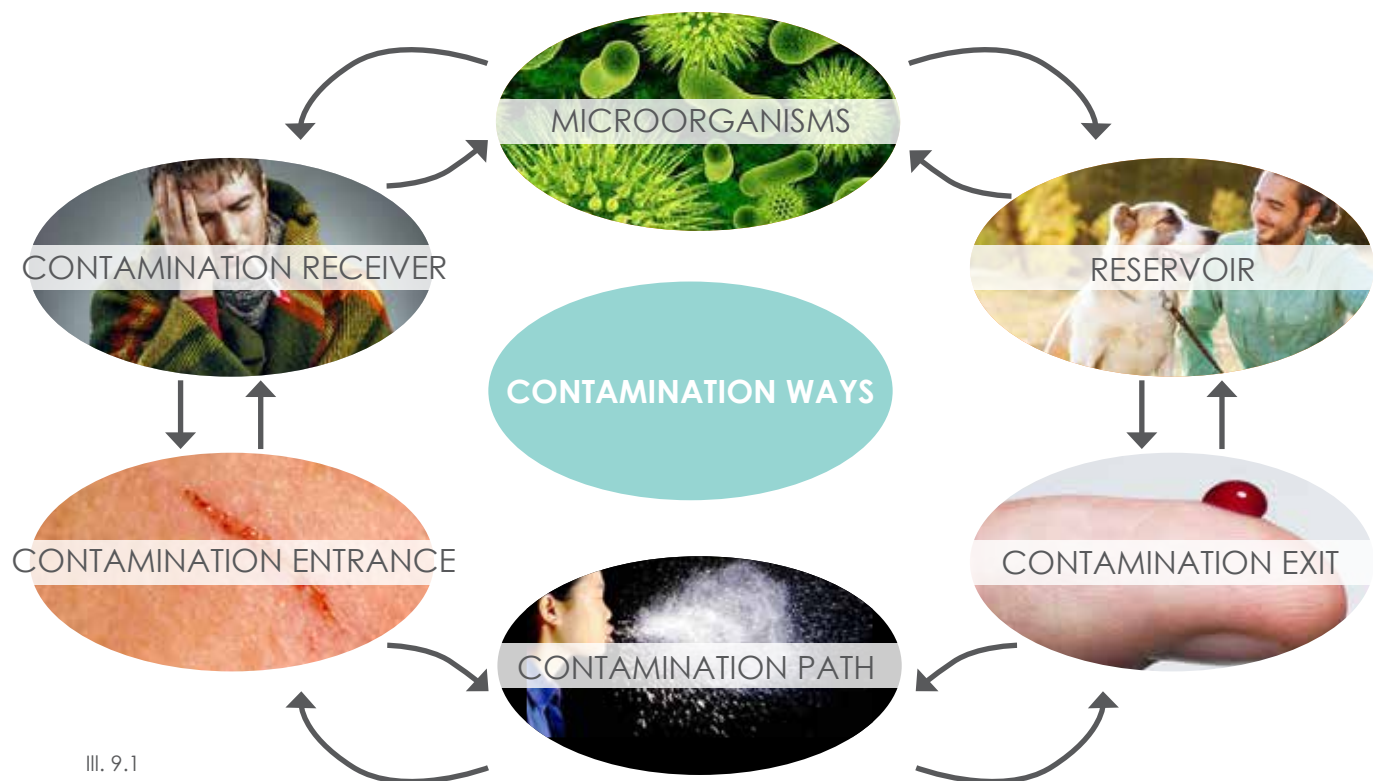 MICROORGANISMS
CONTAMINATION RECEIVER
RESERVOIR
CONTAMINATION WAYS
CONTAMINATION ENTRANCE
CONTAMINATION EXIT
CONTAMINATION PATH
Ill. 9.1